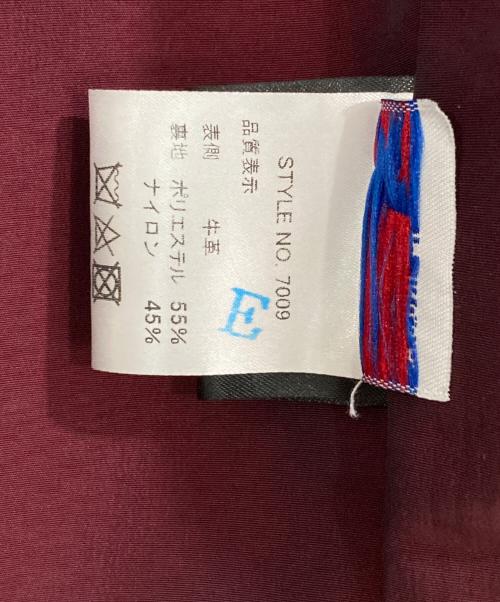 STYLE NO. 7009
品質表示
表側 牛革
裏地 ポリエステル 55%
ナイロン 45%
E